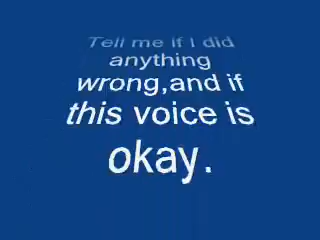 Tell me if I did
anything
wrong,and if
this voice is
okay.